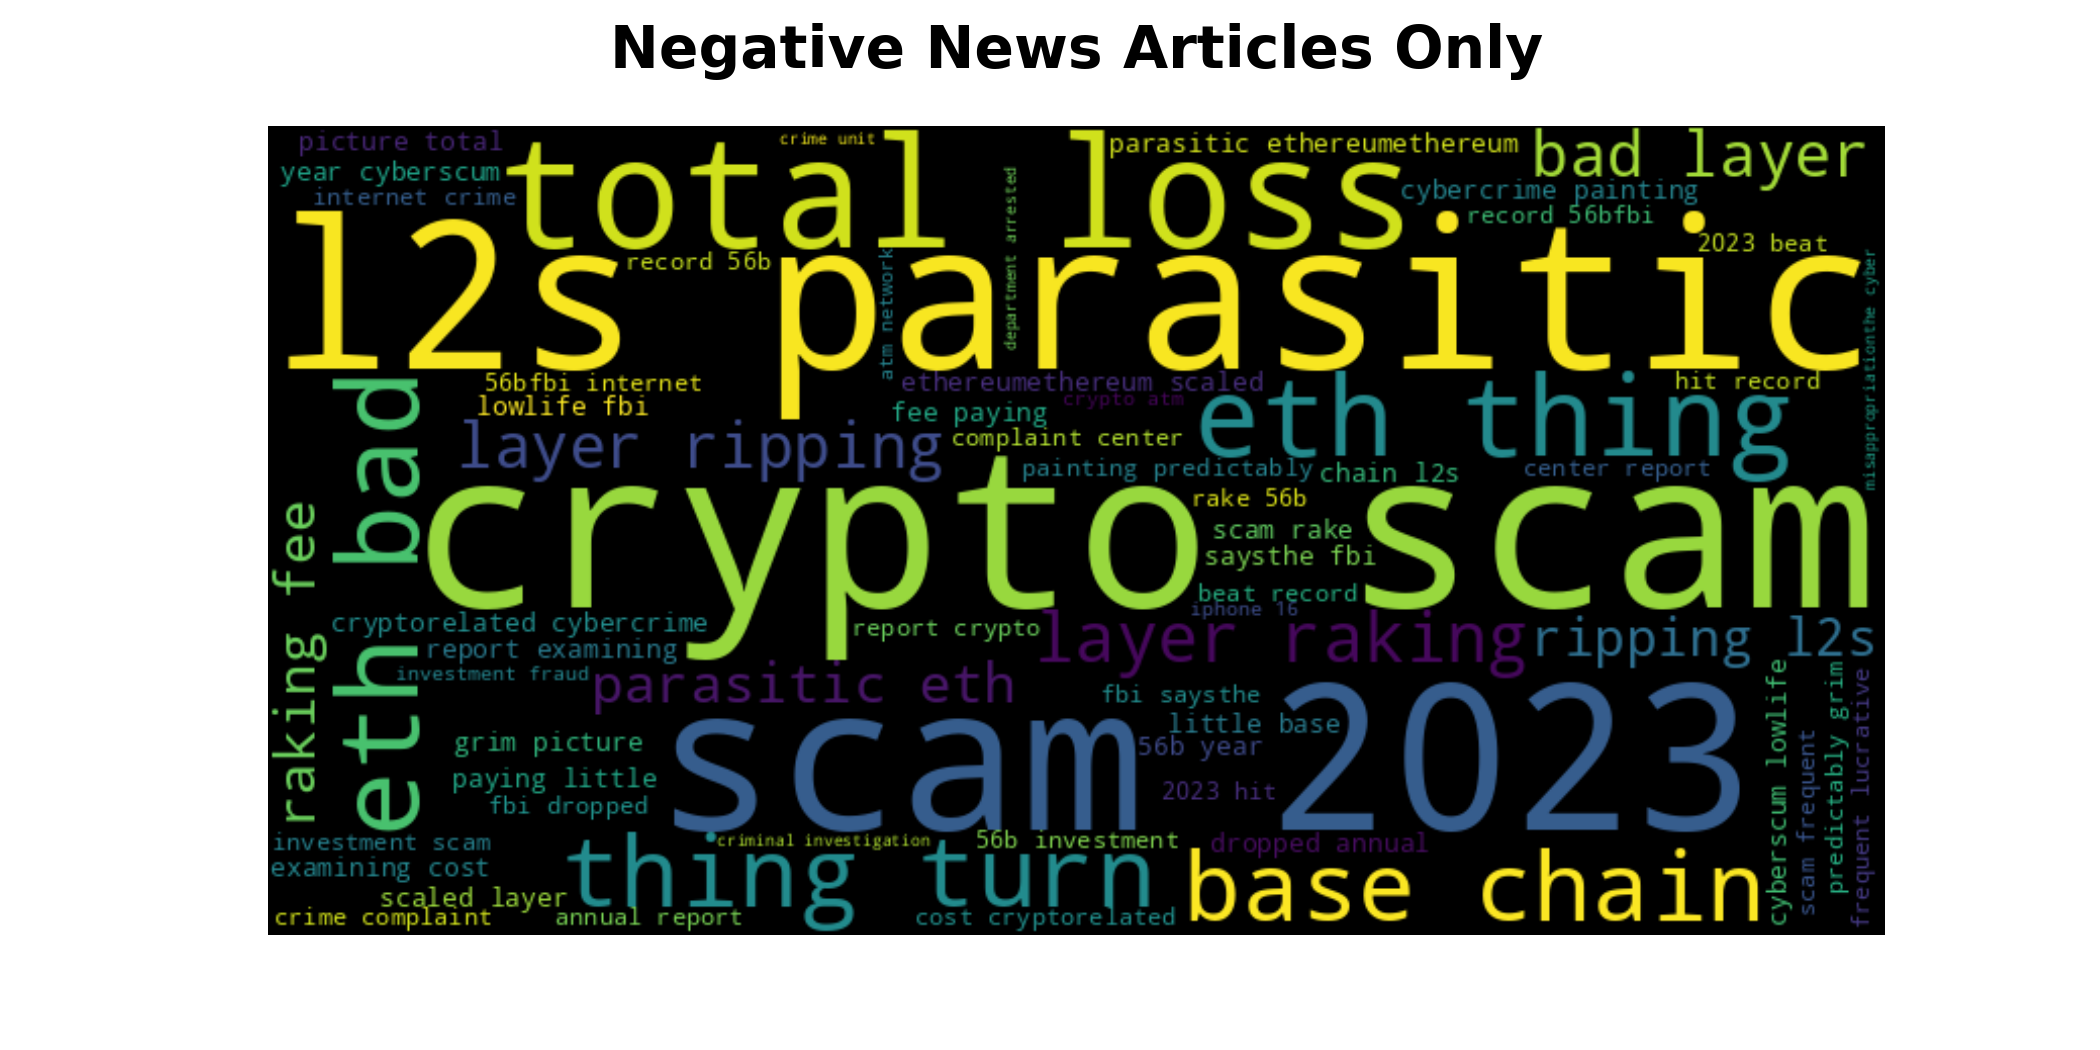 Negative News Articles Only
picture total
crime unit
total loss
parasitic ethereumethereum
bad layer
year cyberscum
internet crime
cybercrime painting
record 56bfbi
2023 beat
l2s parasitic
record 56b
atm network
department arrested
misappropriationthe cyber
56bfbi internet
lowlife fbi
ethereumethereum scaled
crypto atm
fee paying
hit record
eth thing
eth bad
layer ripping
complaint center
painting predictably
chain l2s
center report
raking fee
crypto scam
rake 56b
scam rake
saysthe fbi
beat record
iphone 16
cryptorelated cybercrime
report examining
investment fraud
report crypto
layer raking
ripping l2s
parasitic eth
fbi saysthe
little base
56b year
2023 hit
scam 2023
grim picture
paying little
fbi dropped
cyberscum lowlife
scam frequent
predictably grim
frequent lucrative
investment scam
examining cost
criminal investigation
56b investment
dropped annual
thing turn
base chain
scaled layer
crime complaint
annual report
cost cryptorelated